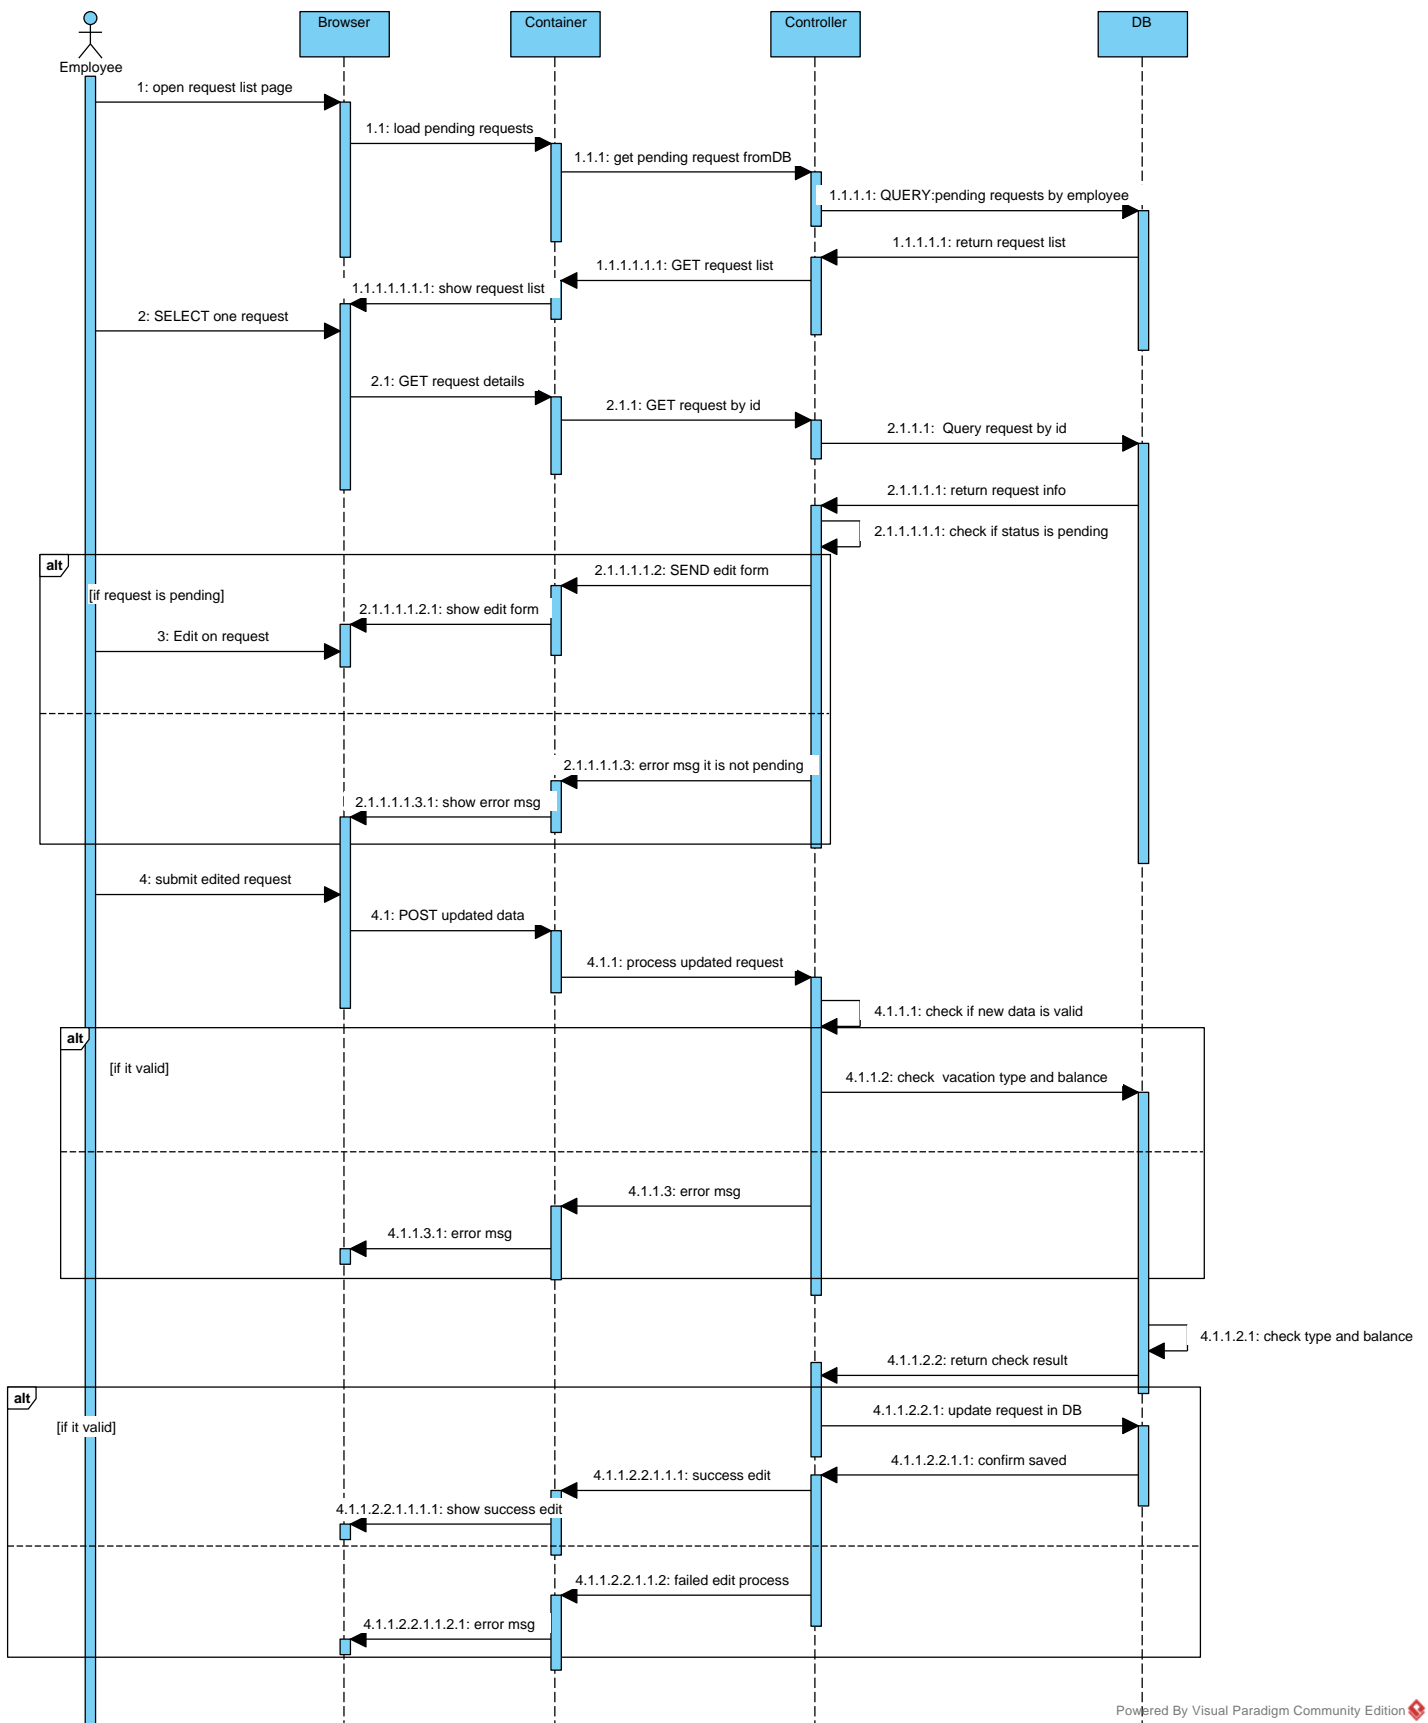 Browser
Container
Controller
DB
Employee
1: open request list page
1.1: load pending requests
1.1.1: get pending request fromDB
1.1.1.1: QUERY:pending requests by employee
1.1.1.1.1: return request list
1.1.1.1.1.1: GET request list
1.1.1.1.1.1.1: show request list
2: SELECT one request
2.1: GET request details
2.1.1: GET request by id
2.1.1.1:  Query request by id
2.1.1.1.1: return request info
2.1.1.1.1.1: check if status is pending
alt
2.1.1.1.1.2: SEND edit form
[if request is pending]
2.1.1.1.1.2.1: show edit form
3: Edit on request
2.1.1.1.1.3: error msg it is not pending
2.1.1.1.1.3.1: show error msg
4: submit edited request
4.1: POST updated data
4.1.1: process updated request
4.1.1.1: check if new data is valid
alt
[if it valid]
4.1.1.2: check  vacation type and balance
4.1.1.3: error msg
4.1.1.3.1: error msg
4.1.1.2.1: check type and balance
4.1.1.2.2: return check result
alt
4.1.1.2.2.1: update request in DB
[if it valid]
4.1.1.2.2.1.1: confirm saved
4.1.1.2.2.1.1.1: success edit
4.1.1.2.2.1.1.1.1: show success edit
4.1.1.2.2.1.1.2: failed edit process
4.1.1.2.2.1.1.2.1: error msg
Powered By Visual Paradigm Community Edition